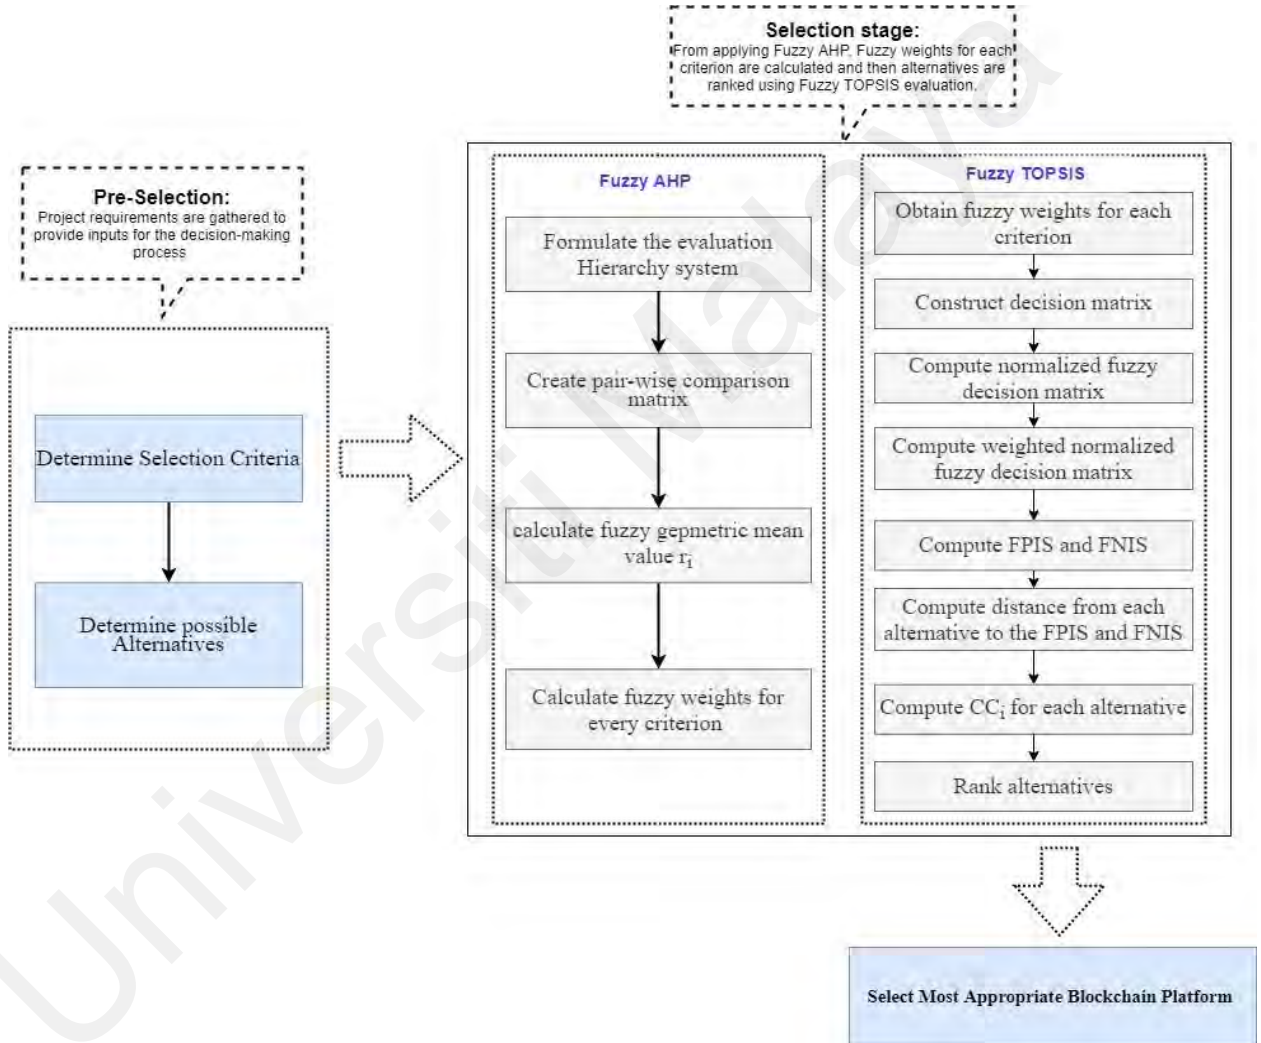 Selection stage:
From applying Fuzzy AHP, Fuzzy weights for each
criterion are calculated and then alternatives are
ranked using Fuzzy TOPSIS evaluation.
Pre-Selection:
Project requirements are gathered to
provide inputs for the decision-making
process
Determine Selection Criteria
Determine possible
Alternatives
Fuzzy AHP
Formulate the evaluation
Hierarchy system
Create pair-wise comparison
matrix
calculate fuzzy gepmetric mean
value ri
Calculate fuzzy weights for
every criterion
Fuzzy TOPSIS
Obtain fuzzy weights for each
criterion
Construct decision matrix
Compute normalized fuzzy
decision matrix
Compute weighted normalized
fuzzy decision matrix
Compute FPIS and FNIS
Compute distance from each
alternative to the FPIS and FNIS
Compute CCi for each alternative
Rank alternatives
Select Most Appropriate Blockchain Platform
Universiti Malaya